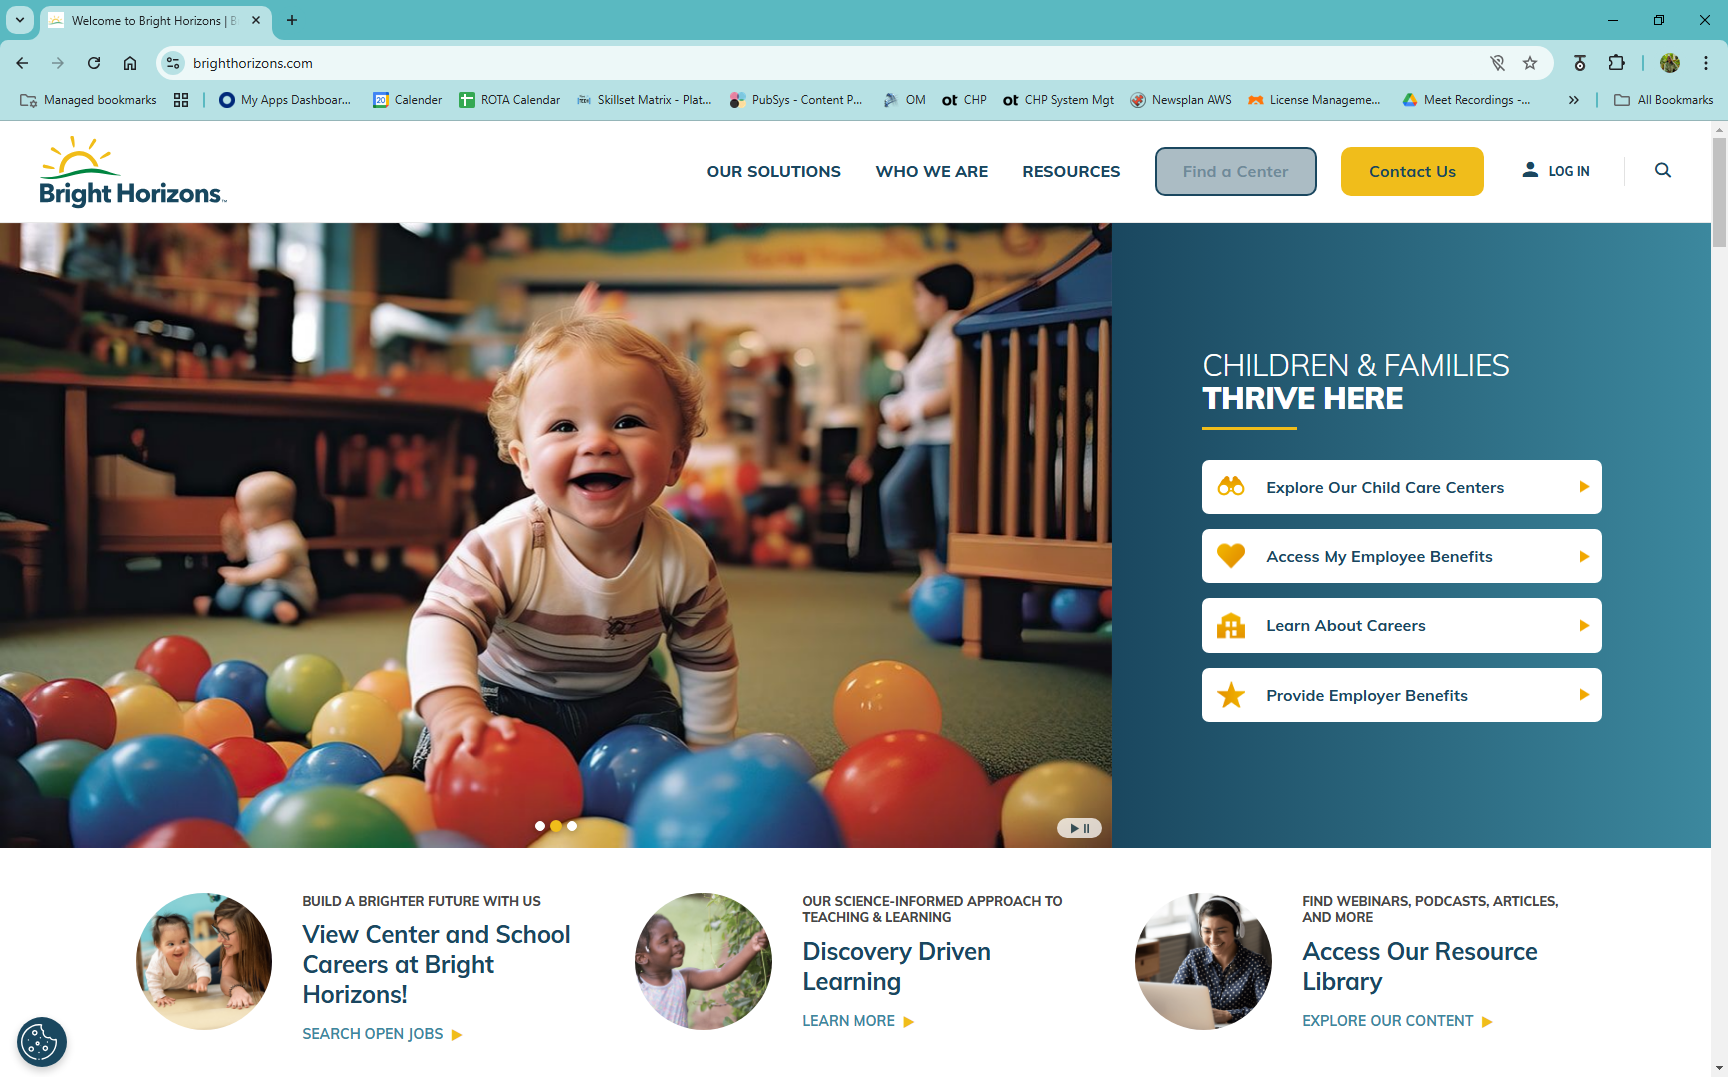 Welcome to Bright Horizons | B
brighthorizons.com
Managed bookmarks
My Apps Dashboar...
Calender
ROTA Calendar
Skillset Matrix - Plat...
PubSys - Content P...
OM
CHP
CHP System Mgt
Newsplan AWS
License Manageme...
Meet Recordings -...
All Bookmarks
Bright Horizons
OUR SOLUTIONS
WHO WE ARE
RESOURCES
Find a Center
Contact Us
LOG IN
CHILDREN & FAMILIES
THRIVE HERE
Explore Our Child Care Centers
Access My Employee Benefits
Learn About Careers
Provide Employer Benefits
BUILD A BRIGHTER FUTURE WITH US
View Center and School
Careers at Bright
Horizons!
SEARCH OPEN JOBS
OUR SCIENCE-INFORMED APPROACH TO
TEACHING & LEARNING
Discovery Driven
Learning
LEARN MORE
FIND WEBINARS, PODCASTS, ARTICLES,
AND MORE
Access Our Resource
Library
EXPLORE OUR CONTENT